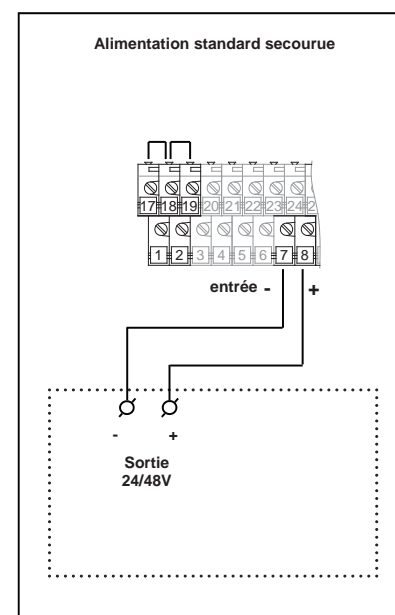 Alimentation standard secourue
17 18 19 20 21 22 23 24 2
1 2 3 4 5 6 7 8
entrée - +
- +
Sortie
24/48V